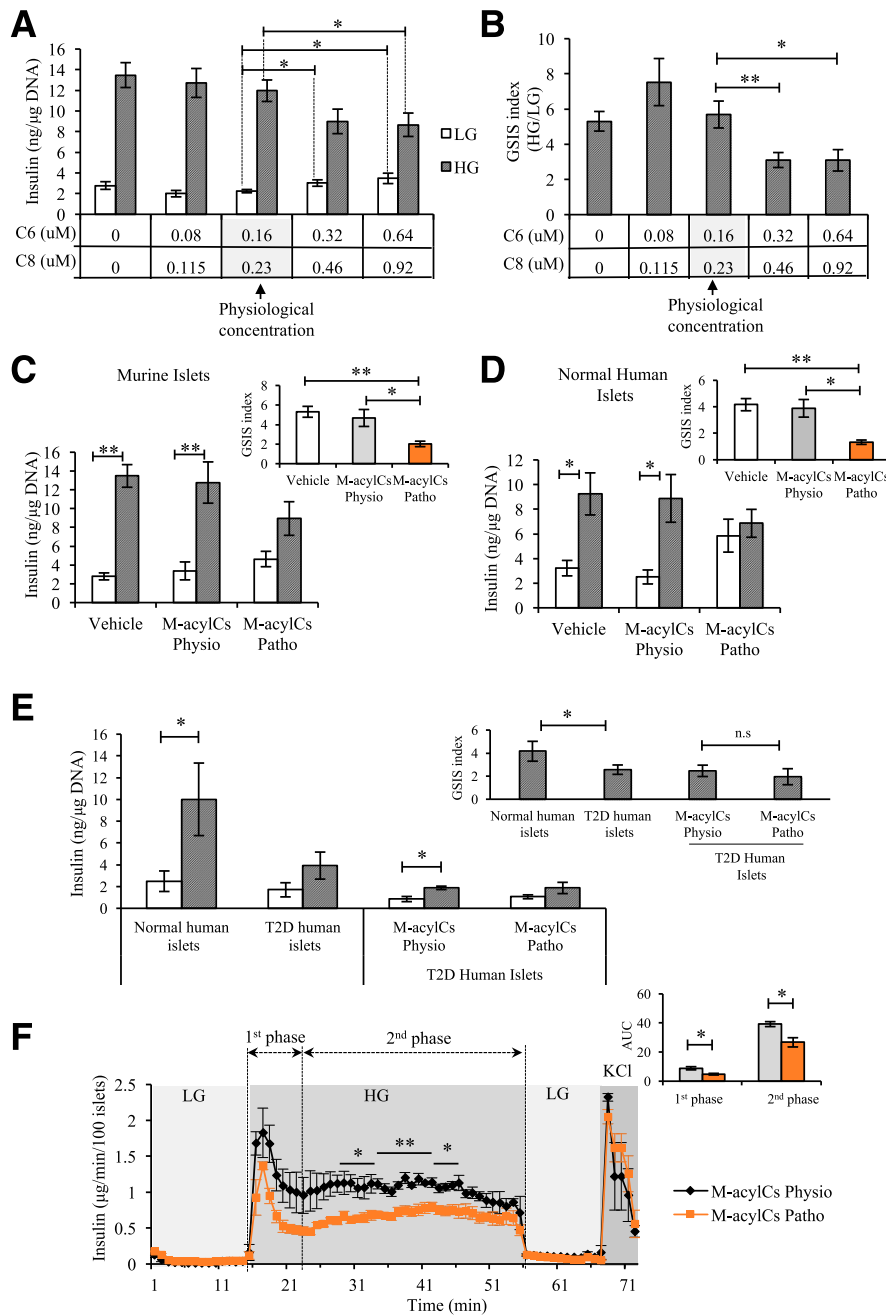 A
Insulin (ng/µg DNA)
16
14
12
10
8
6
4
2
0
*
*
*
LG
HG
C6 (uM) 0 0.08 0.16 0.32 0.64
C8 (uM) 0 0.115 0.23 0.46 0.92
Physiological
concentration
B
GSIS index
(HG/LG)
10
8
6
4
2
0
*
**
C6 (uM) 0 0.08 0.16 0.32 0.64
C8 (uM) 0 0.115 0.23 0.46 0.92
Physiological
concentration
C
Murine Islets
Insulin (ng/µg DNA)
16
14
12
10
8
6
4
2
0
**
**
Vehicle M-acylCs M-acylCs
Physio Patho
GSIS index
6
4
2
0
**
*
Vehicle M-acylCs M-acylCs
Physio Patho
D
Normal Human
Islets
Insulin (ng/µg DNA)
12
10
8
6
4
2
0
*
*
Vehicle M-acylCs M-acylCs
Physio Patho
GSIS index
6
4
2
0
**
*
Vehicle M-acylCs M-acylCs
Physio Patho
E
Insulin (ng/µg DNA)
16
14
12
10
8
6
4
2
0
*
*
Normal human T2D human M-acylCs M-acylCs
islets islets Physio Patho
T2D Human Islets
GSIS index
6
4
2
0
*
n.s
Normal human T2D human M-acylCs M-acylCs
islets islets Physio Patho
T2D Human
Islets
F
1st phase 2nd phase
Insulin (µg/min/100 islets)
2.5
2
1.5
1
0.5
0
LG HG LG KCl
* ** *
1 11 21 31 41 51 61 71
Time (min)
AUC
60
40
20
0
*
*
1st phase 2nd phase
M-acylCs Physio
M-acylCs Patho